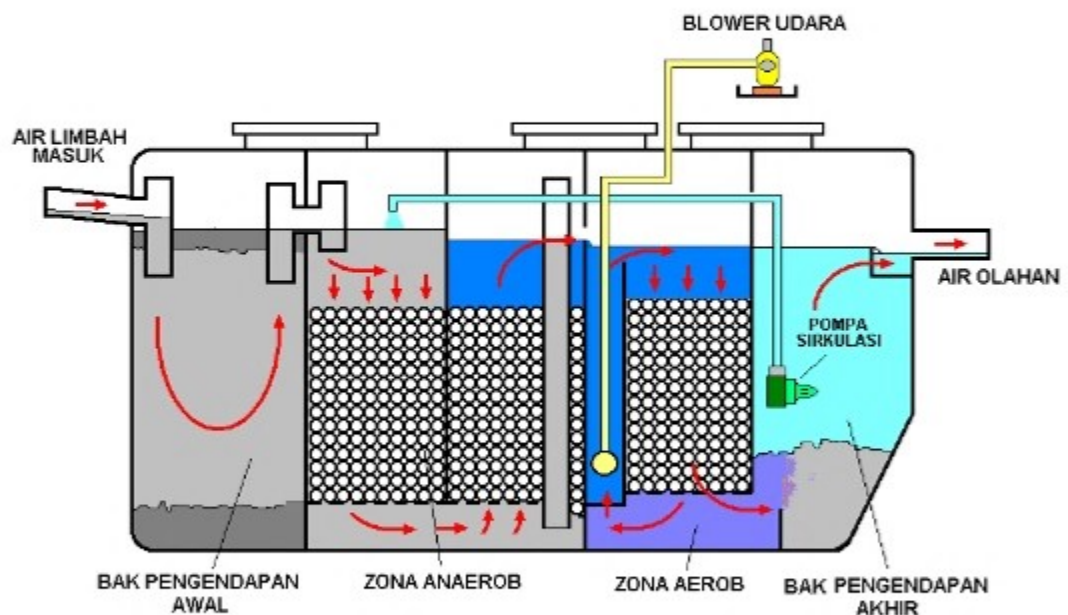 BLOWER UDARA
AIR LIMBAH
MASUK
AIR OLAHAN
POMPA
SIRKULASI
BAK PENGENDAPAN
AWAL
ZONA ANAEROB
ZONA AEROB
BAK PENGENDAPAN
AKHIR